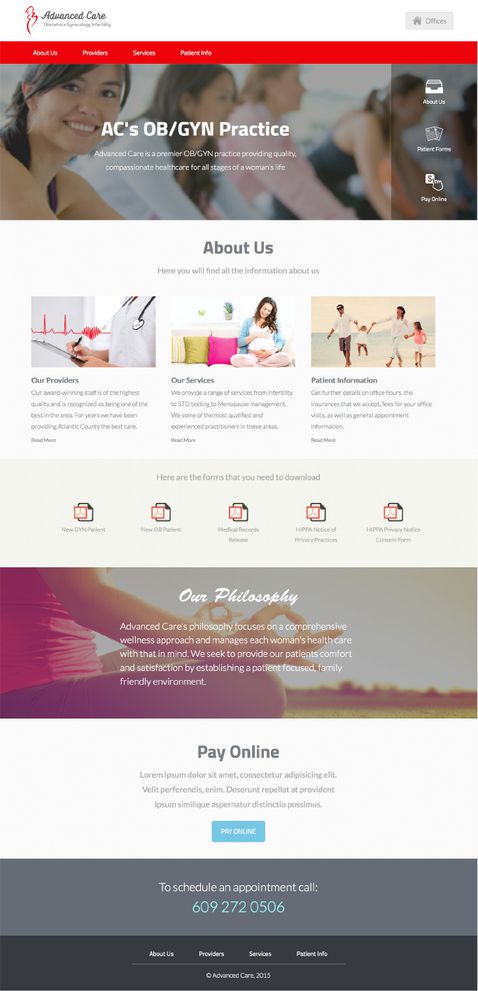 Advanced Care
Obstetrics Gynecology Infertility
Offices
About Us Providers Services Patient Info
AC's OB/GYN Practice
Advanced Care is a premier OB/GYN practice providing quality,
compassionate healthcare for all stages of a woman's life
About Us
Patient Forms
$
Pay Online
About Us
Here you will find all the information about us
Our Providers
Our award-winning staff is of the highest
quality and is recognized as being one of the
best in the area. For years we have been
providing Atlantic County the best care.
Read More
Our Services
We provide a range of services from infertility
to STD testing to Menopause management.
We some of the most qualified and
experienced practitioners in these areas.
Read More
Patient Information
Get further details on office hours, the
insurances that we accept, fees for your office
visits, as well as general appointment
information.
Read More
Here are the forms that you need to download
New GYN Patient
New OB Patient
Medical Records
Release
HIPPA Notice of
Privacy Practices
HIPPA Privacy Notice
Consent Form
Our Philosophy
Advanced Care's philosophy focuses on a comprehensive
wellness approach and manages each woman's health care
with that in mind. We seek to provide our patients comfort
and satisfaction by establishing a patient focused, family
friendly environment.
Pay Online
Lorem ipsum dolor sit amet, consectetur adipisicing elit.
Velit perferendis, enim. Deserunt repellat at provident
ipsum similique aspernatur distinctio possimus.
PAY ONLINE
To schedule an appointment call:
609 272 0506
About Us Providers Services Patient Info
© Advanced Care, 2015